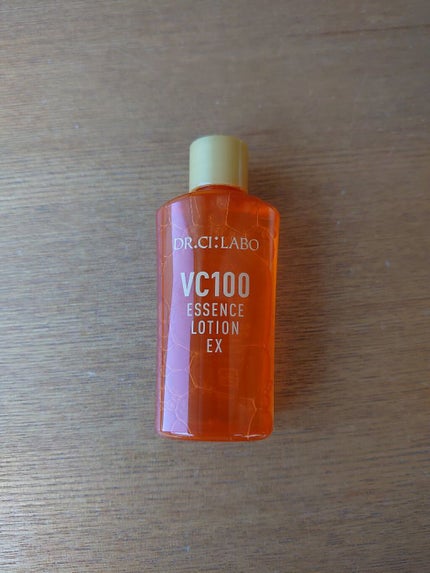 DR.CI:LABO
VC100
ESSENCE
LOTION
EX